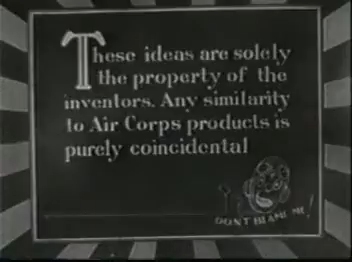 These ideas are solely
the property of the
inventors. Any similarity
to Air Corps products is
purely coincidental
DON'T BLAME ME!